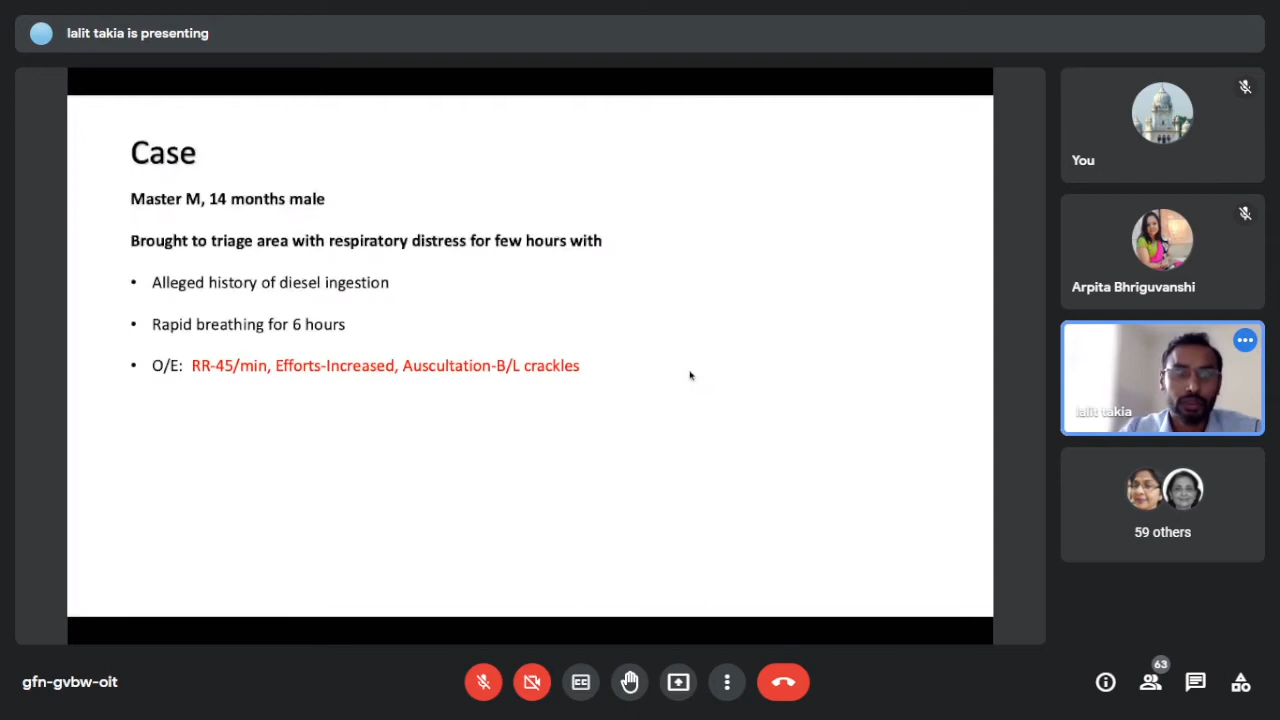 lalit takia is presenting
Case
Master M, 14 months male
Brought to triage area with respiratory distress for few hours with
• Alleged history of diesel ingestion
• Rapid breathing for 6 hours
• O/E: RR-45/min, Efforts-Increased, Auscultation-B/L crackles
You
Arpita Bhriguvanshi
lalit takia
59 others
gfn-gvbw-oit
63